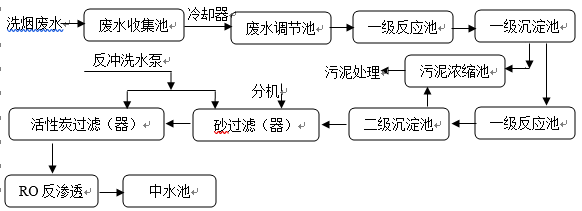 洗烟废水
废水收集池
冷却器
废水调节池
一级反应池
一级沉淀池
反冲洗水泵
污泥处理
污泥浓缩池
分机
活性炭过滤（器）
砂过滤（器）
二级沉淀池
一级反应池
RO 反渗透
中水池